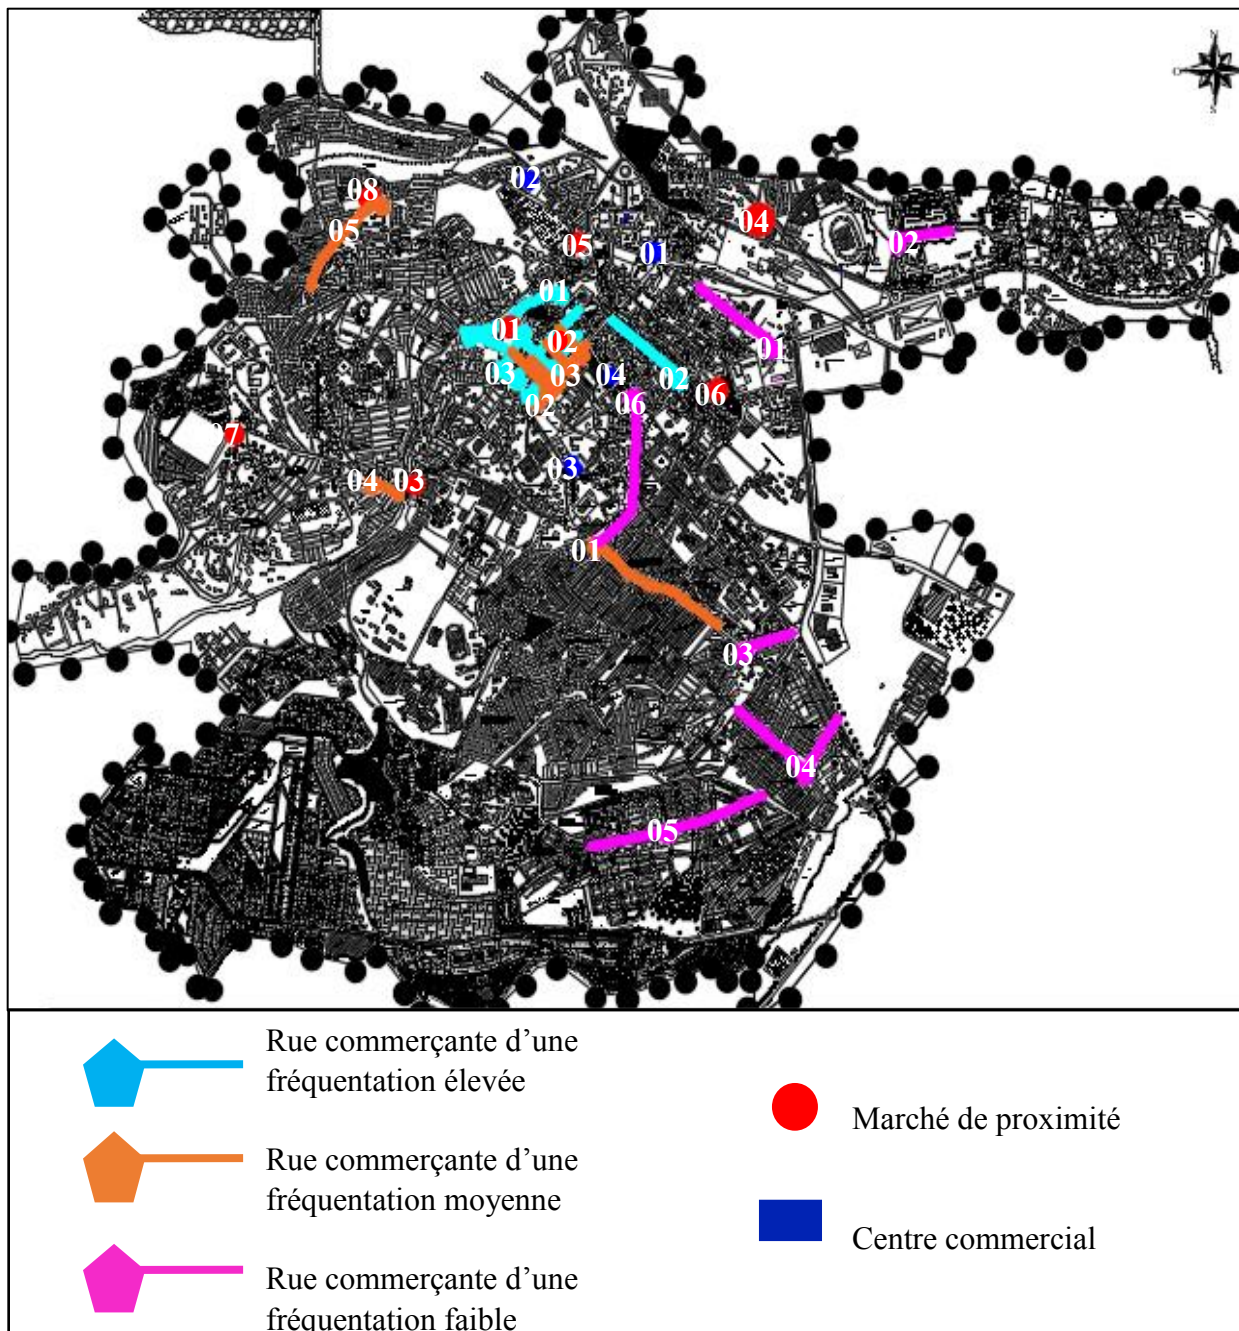 N
O
S
02
08
04
05
02
05
01
01
01
02
01
03
03
04
02
06
02
06
07
03
04
03
01
03
04
05
Rue commerçante d’une
fréquentation élevée
Marché de proximité
Rue commerçante d’une
fréquentation moyenne
Centre commercial
Rue commerçante d’une
fréquentation faible